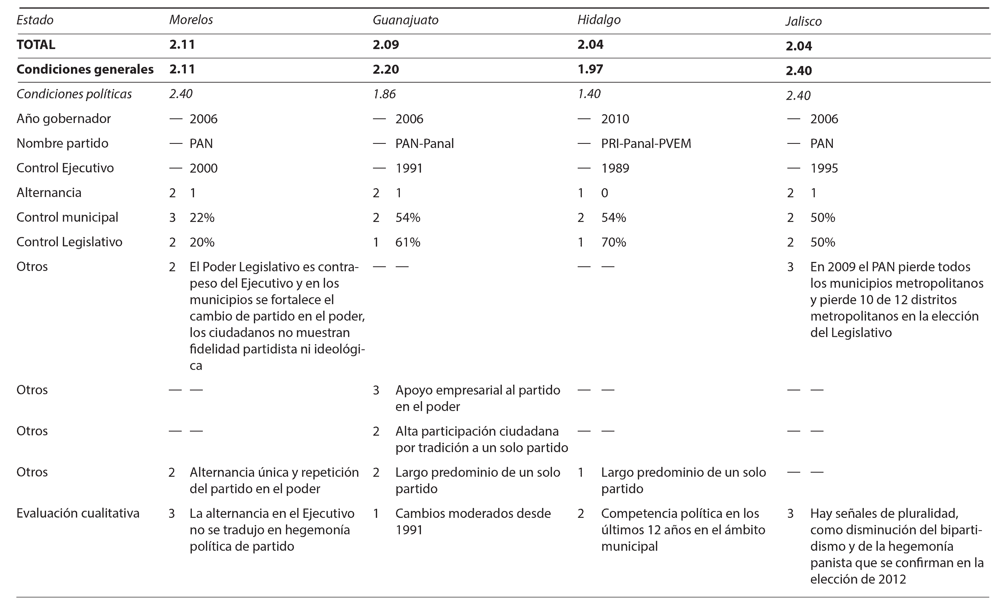 Estado Morelos Guanajuato Hidalgo Jalisco
TOTAL 2.11 2.09 2.04 2.04
Condiciones generales 2.11 2.20 1.97 2.40
Condiciones políticas 2.40 1.86 1.40 2.40
Año gobernador — 2006 — 2006 — 2010 — 2006
Nombre partido — PAN — PAN-Panal — PRI-Panal-PVEM — PAN
Control Ejecutivo — 2000 — 1991 — 1989 — 1995
Alternancia 2 1 2 1 1 0 2 1
Control municipal 3 22% 2 54% 2 54% 2 50%
Control Legislativo 2 20% 1 61% 1 70% 2 50%
Otros 2 El Poder Legislativo es contra- — — — — 3 En 2009 el PAN pierde todos
peso del Ejecutivo y en los los municipios metropolitanos
municipios se fortalece el y pierde 10 de 12 distritos
cambio de partido en el poder, metropolitanos en la elección
los ciudadanos no muestran del Legislativo
fidelidad partidista ni ideológi-
ca
Otros — — 3 Apoyo empresarial al partido — — — —
en el poder
Otros — — 2 Alta participación ciudadana — — — —
por tradición a un solo partido
Otros 2 Alternancia única y repetición 2 Largo predominio de un solo 1 Largo predominio de un solo — —
del partido en el poder partido partido
Evaluación cualitativa 3 La alternancia en el Ejecutivo 1 Cambios moderados desde 2 Competencia política en los 3 Hay señales de pluralidad,
no se tradujo en hegemonía 1991 últimos 12 años en el ámbito como disminución del biparti-
política de partido municipal dismo y de la hegemonía
panista que se confirman en la
elección de 2012